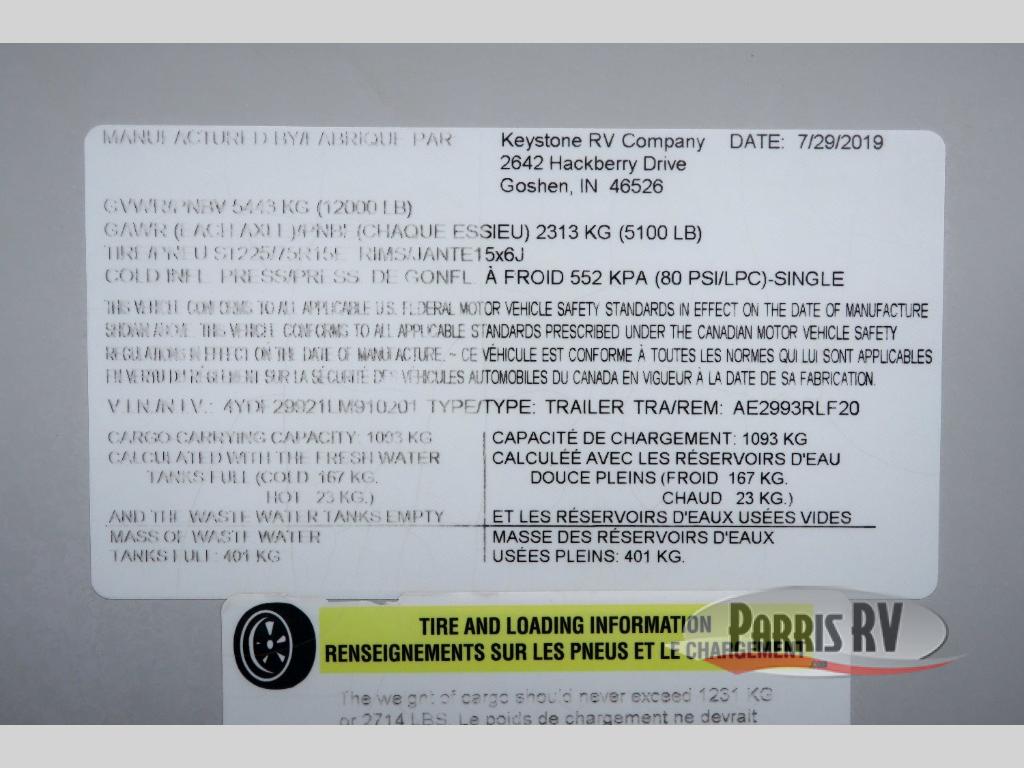 MANUFACTURED BY/FABRIQUE PAR Keystone RV Company DATE: 7/29/2019
2642 Hackberry Drive
Goshen, IN 46526
GVWR/PNBV 5443 KG (12000 LB)
GAWR (EACH AXLE)/PNBE (CHAQUE ESSIEU) 2313 KG (5100 LB)
TIRE/PNEU ST225/75R15E RIMS/JANTE15x6J
COLD INFL. PRESS/PRESS. DE GONFL. À FROID 552 KPA (80 PSI/LPC)-SINGLE
THIS VEHICLE CONFORMS TO ALL APPLICABLE U.S. FEDERAL MOTOR VEHICLE SAFETY STANDARDS IN EFFECT ON THE DATE OF MANUFACTURE
SHOWN ABOVE. THIS VEHICLE CONFORMS TO ALL APPLICABLE STANDARDS PRESCRIBED UNDER THE CANADIAN MOTOR VEHICLE SAFETY
REGULATIONS IN EFFECT ON THE DATE OF MANUFACTURE. ~ CE VÉHICULE EST CONFORME À TOUTES LES NORMES QUI LUI SONT APPLICABLES
EN VERTU DU RÈGLEMENT SUR LA SÉCURITÉ DES VÉHICULES AUTOMOBILES DU CANADA EN VIGUEUR À LA DATE DE SA FABRICATION.
V.I.N./N.I.V.: 4YDF29921LM910201 TYPE/TYPE: TRAILER TRA/REM: AE2993RLF20
CARGO CARRYING CAPACITY: 1093 KG
CALCULATED WITH THE FRESH WATER
TANKS FULL (COLD 167 KG.
HOT 23 KG.)
AND THE WASTE WATER TANKS EMPTY
MASS OF WASTE WATER
TANKS FULL: 401 KG
CAPACITÉ DE CHARGEMENT: 1093 KG
CALCULÉE AVEC LES RÉSERVOIRS D'EAU
DOUCE PLEINS (FROID 167 KG.
CHAUD 23 KG.)
ET LES RÉSERVOIRS D'EAUX USÉES VIDES
MASSE DES RÉSERVOIRS D'EAUX
USÉES PLEINS: 401 KG.
TIRE AND LOADING INFORMATION
RENSEIGNEMENTS SUR LES PNEUS ET LE CHARGEMENT
The weight of cargo should never exceed 1231 KG
or 2714 LBS. Le poids de chargement ne devrait
PARRIS RV
.com